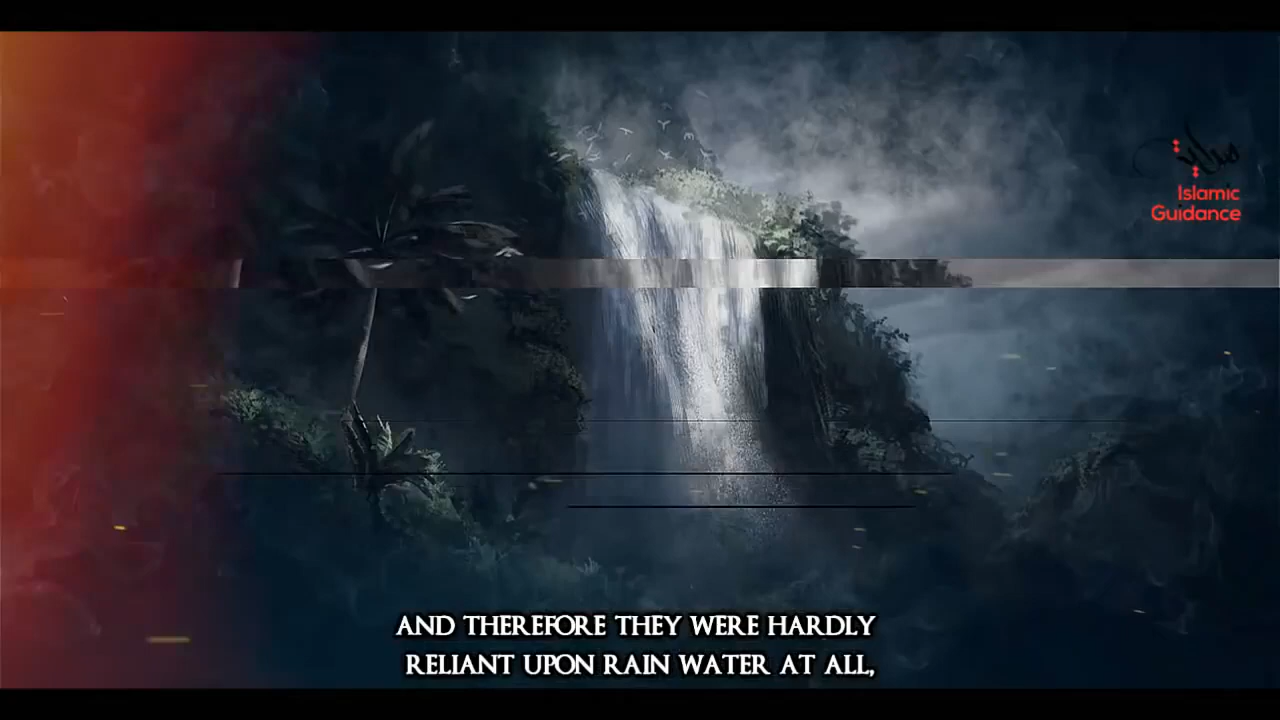 Islamic
Guidance
AND THEREFORE THEY WERE HARDLY
RELIANT UPON RAIN WATER AT ALL,